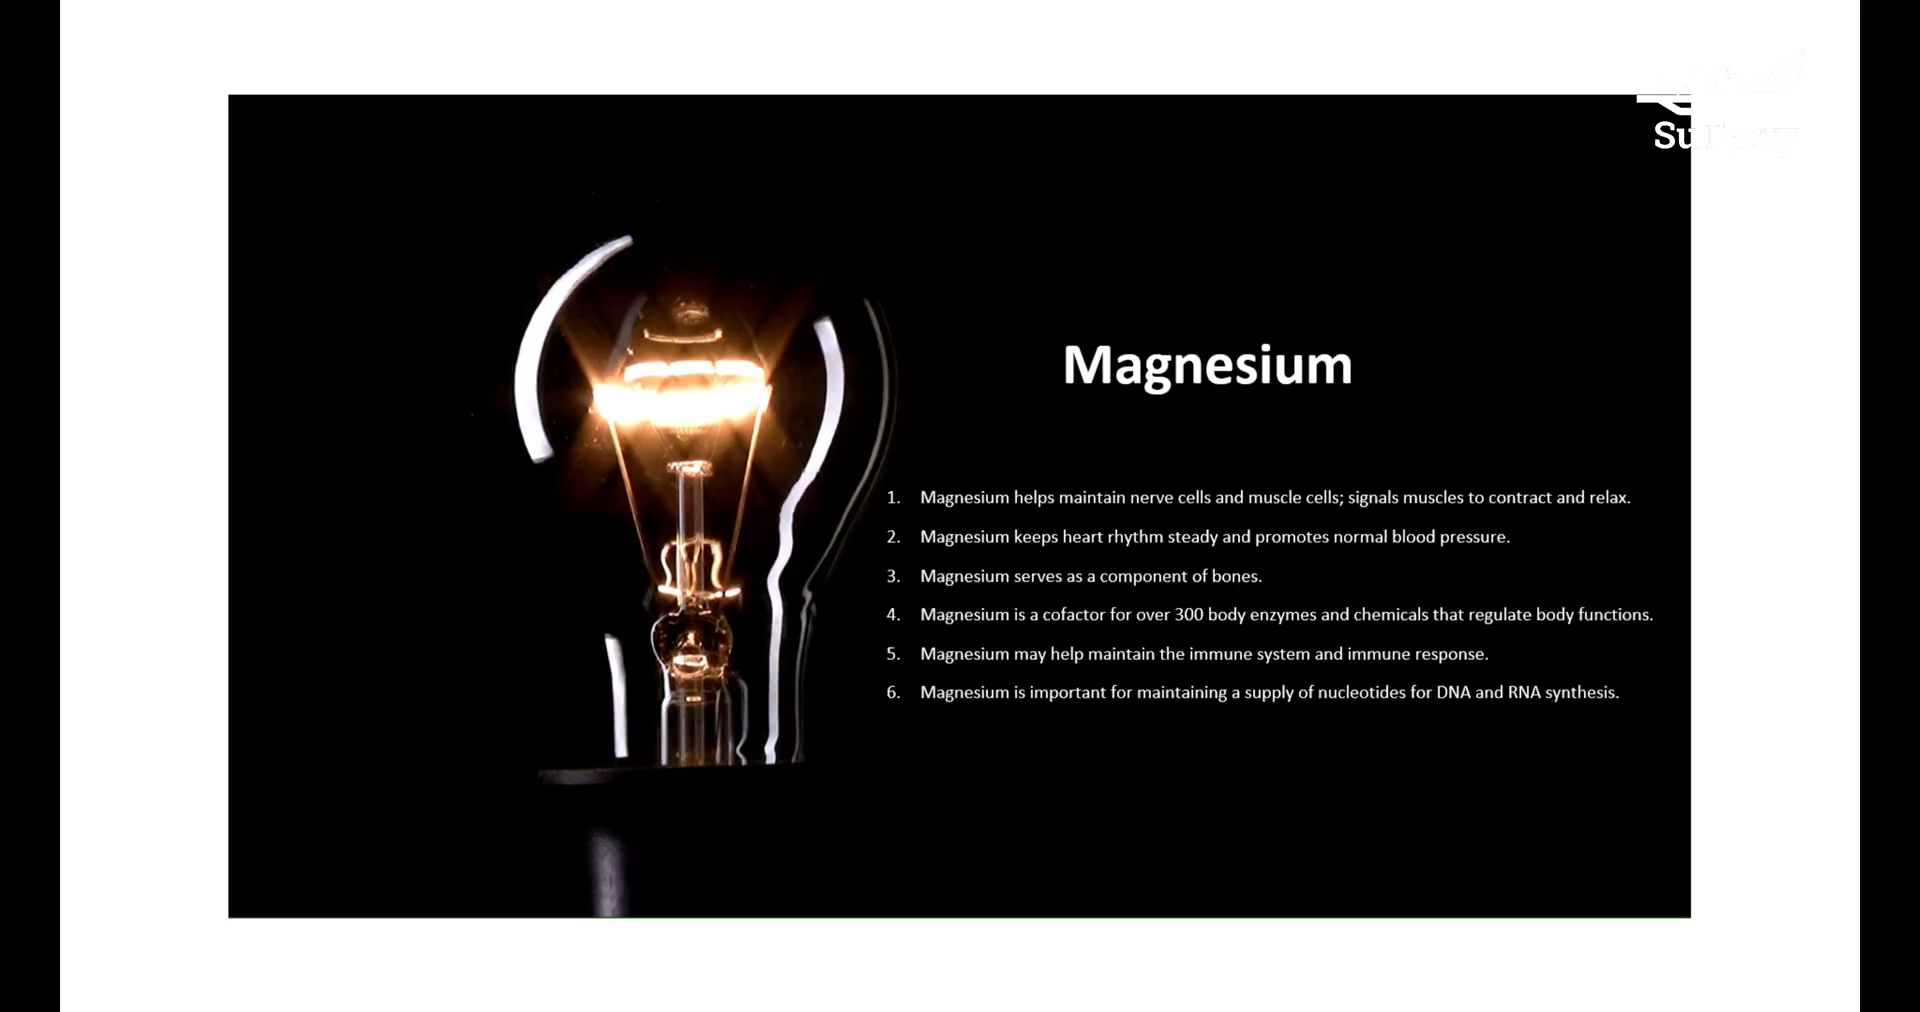 Magnesium
1. Magnesium helps maintain nerve cells and muscle cells; signals muscles to contract and relax.
2. Magnesium keeps heart rhythm steady and promotes normal blood pressure.
3. Magnesium serves as a component of bones.
4. Magnesium is a cofactor for over 300 body enzymes and chemicals that regulate body functions.
5. Magnesium may help maintain the immune system and immune response.
6. Magnesium is important for maintaining a supply of nucleotides for DNA and RNA synthesis.